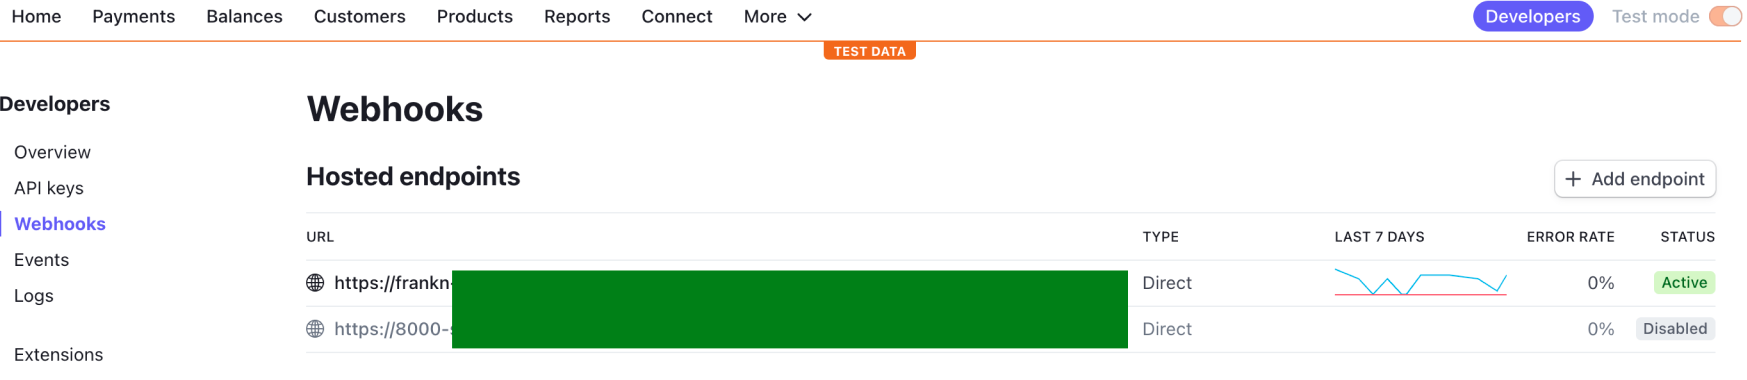 Home Payments Balances Customers Products Reports Connect More Developers Test mode
TEST DATA
Developers
Overview
API keys
Webhooks
Events
Logs
Extensions
Webhooks
Hosted endpoints
+ Add endpoint
URL TYPE LAST 7 DAYS ERROR RATE STATUS
https://frankn- Direct 0% Active
https://8000-s Direct 0% Disabled